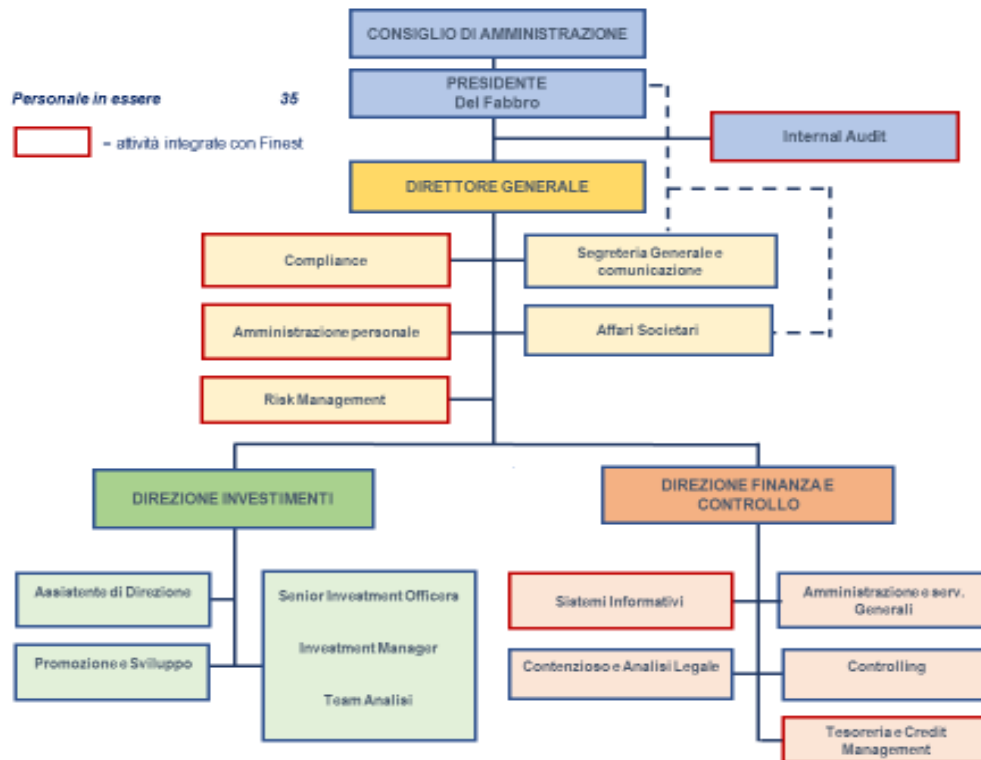 CONSIGLIO DI AMMINISTRAZIONE
PRESIDENTE
Del Fabbro
Personale in essere 35
= attività integrate con Finest
Internal Audit
DIRETTORE GENERALE
Compliance
Segreteria Generale e
comunicazione
Amministrazione personale
Affari Societari
Risk Management
DIREZIONE INVESTIMENTI
DIREZIONE FINANZA E
CONTROLLO
Assistente di Direzione
Promozione e Sviluppo
Senior Investment Officers
Investment Manager
Team Analisi
Sistemi Informativi
Amministrazione e serv.
Generali
Contenzioso e Analisi Legale
Controlling
Tesoreria e Credit
Management